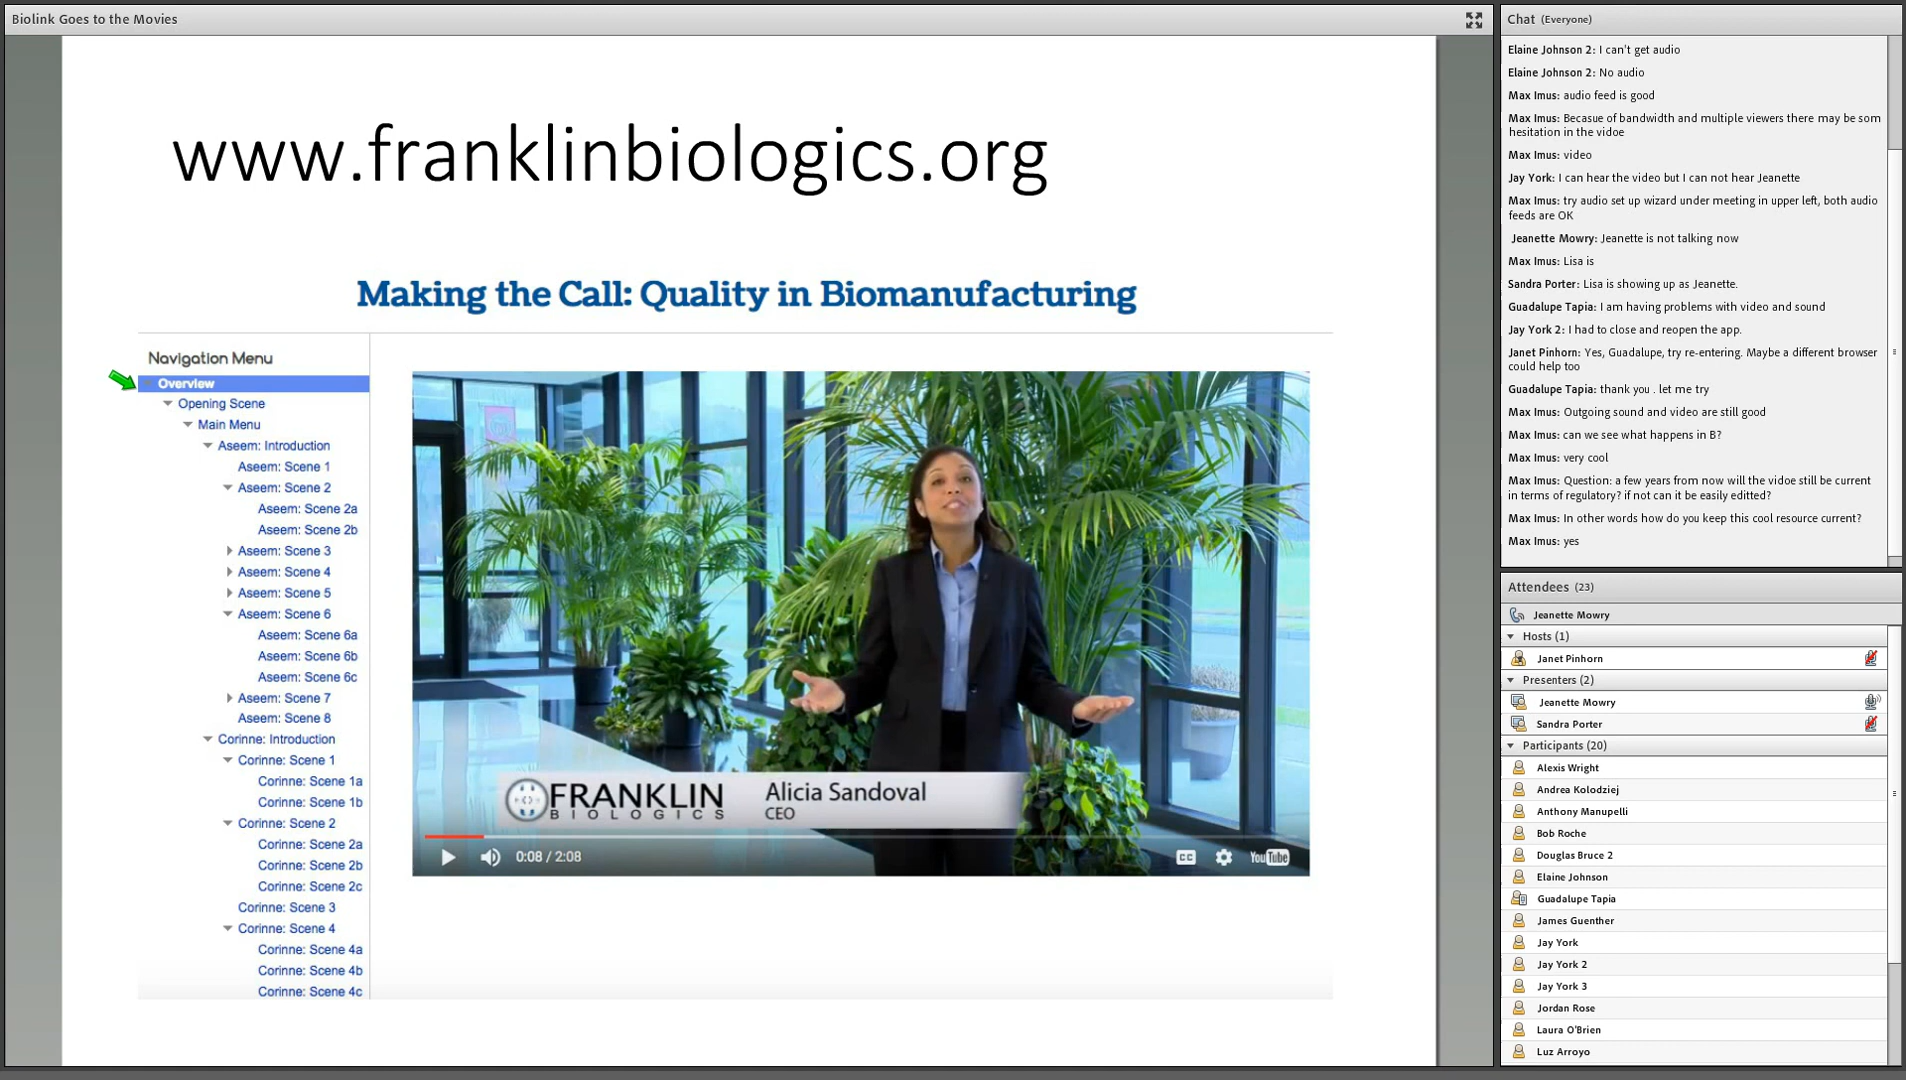 Biolink Goes to the Movies
www.franklinbiologics.org
Making the Call: Quality in Biomanufacturing
Navigation Menu
Overview
Opening Scene
Main Menu
Aseem: Introduction
Aseem: Scene 1
Aseem: Scene 2
Aseem: Scene 2a
Aseem: Scene 2b
Aseem: Scene 3
Aseem: Scene 4
Aseem: Scene 5
Aseem: Scene 6
Aseem: Scene 6a
Aseem: Scene 6b
Aseem: Scene 6c
Aseem: Scene 7
Aseem: Scene 8
Corinne: Introduction
Corinne: Scene 1
Corinne: Scene 1a
Corinne: Scene 1b
Corinne: Scene 2
Corinne: Scene 2a
Corinne: Scene 2b
Corinne: Scene 2c
Corinne: Scene 3
Corinne: Scene 4
Corinne: Scene 4a
Corinne: Scene 4b
Corinne: Scene 4c
FRANKLIN
BIOLOGICS
Alicia Sandoval
CEO
0:08 / 2:08
CC
YouTube
Chat (Everyone)
Elaine Johnson 2: I can't get audio
Elaine Johnson 2: No audio
Max Imus: audio feed is good
Max Imus: Becasue of bandwidth and multiple viewers there may be som
hesitation in the vidoe
Max Imus: video
Jay York: I can hear the video but I can not hear Jeanette
Max Imus: try audio set up wizard under meeting in upper left, both audio
feeds are OK
Jeanette Mowry: Jeanette is not talking now
Max Imus: Lisa is
Sandra Porter: Lisa is showing up as Jeanette.
Guadalupe Tapia: I am having problems with video and sound
Jay York 2: I had to close and reopen the app.
Janet Pinhorn: Yes, Guadalupe, try re-entering. Maybe a different browser
could help too
Guadalupe Tapia: thank you . let me try
Max Imus: Outgoing sound and video are still good
Max Imus: can we see what happens in B?
Max Imus: very cool
Max Imus: Question: a few years from now will the vidoe still be current
in terms of regulatory? if not can it be easily editted?
Max Imus: In other words how do you keep this cool resource current?
Max Imus: yes
Attendees (23)
Jeanette Mowry
Hosts (1)
Janet Pinhorn
Presenters (2)
Jeanette Mowry
Sandra Porter
Participants (20)
Alexis Wright
Andrea Kolodziej
Anthony Manupelli
Bob Roche
Douglas Bruce 2
Elaine Johnson
Guadalupe Tapia
James Guenther
Jay York
Jay York 2
Jay York 3
Jordan Rose
Laura O'Brien
Luz Arroyo